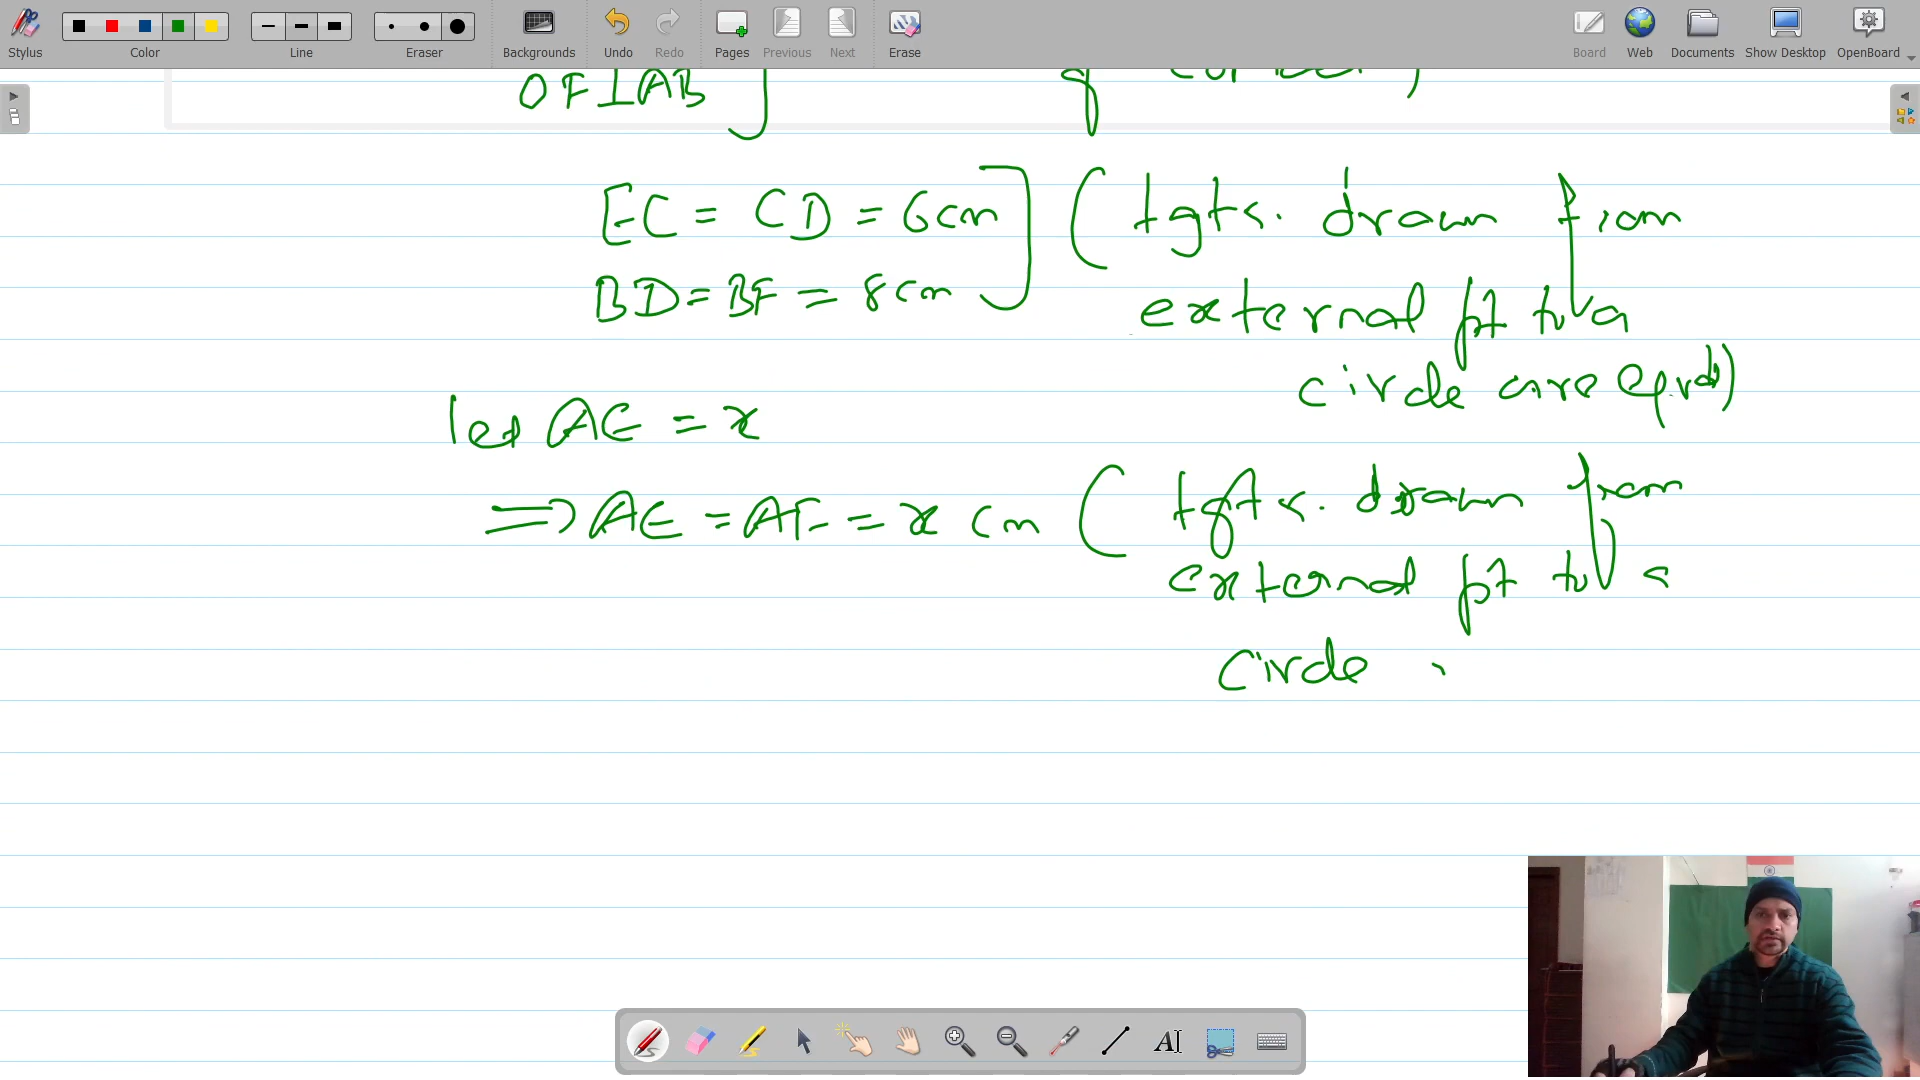 Stylus Color Line Eraser Backgrounds Undo Redo Pages Previous Next Erase Board Web Documents Show Desktop OpenBoard
OF⊥AB
EC = CD = 6cm (tgts. drawn from
BD = BF = 8cm external pt to a
circle are equal)
let AE = x
⇒ AE = AF = x cm (tgts. drawn from
external pt to a
circle